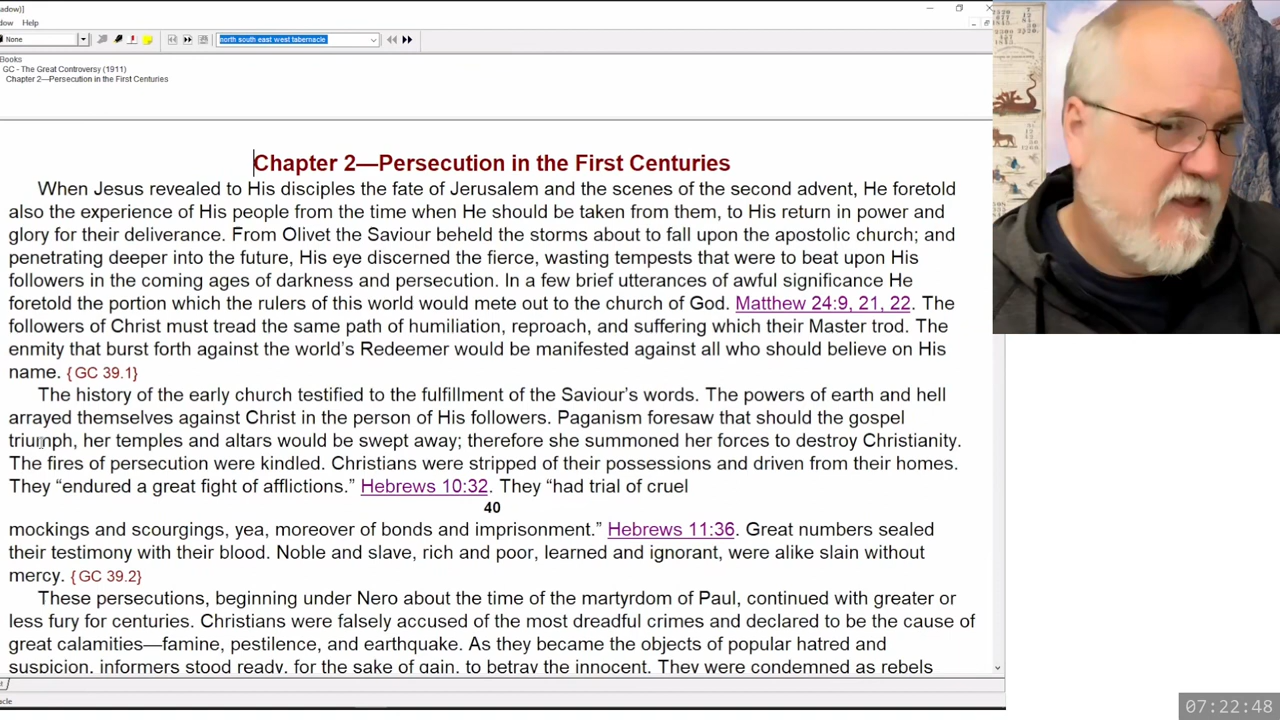 adow)]
dow Help
None
north south east west tabernacle
Books
GC - The Great Controversy (1911)
Chapter 2—Persecution in the First Centuries
Chapter 2—Persecution in the First Centuries
When Jesus revealed to His disciples the fate of Jerusalem and the scenes of the second advent, He foretold
also the experience of His people from the time when He should be taken from them, to His return in power and
glory for their deliverance. From Olivet the Saviour beheld the storms about to fall upon the apostolic church; and
penetrating deeper into the future, His eye discerned the fierce, wasting tempests that were to beat upon His
followers in the coming ages of darkness and persecution. In a few brief utterances of awful significance He
foretold the portion which the rulers of this world would mete out to the church of God. Matthew 24:9, 21, 22. The
followers of Christ must tread the same path of humiliation, reproach, and suffering which their Master trod. The
enmity that burst forth against the world's Redeemer would be manifested against all who should believe on His
name. {GC 39.1}
The history of the early church testified to the fulfillment of the Saviour's words. The powers of earth and hell
arrayed themselves against Christ in the person of His followers. Paganism foresaw that should the gospel
triumph, her temples and altars would be swept away; therefore she summoned her forces to destroy Christianity.
The fires of persecution were kindled. Christians were stripped of their possessions and driven from their homes.
They “endured a great fight of afflictions.” Hebrews 10:32. They “had trial of cruel
40
mockings and scourgings, yea, moreover of bonds and imprisonment.” Hebrews 11:36. Great numbers sealed
their testimony with their blood. Noble and slave, rich and poor, learned and ignorant, were alike slain without
mercy. {GC 39.2}
These persecutions, beginning under Nero about the time of the martyrdom of Paul, continued with greater or
less fury for centuries. Christians were falsely accused of the most dreadful crimes and declared to be the cause of
great calamities—famine, pestilence, and earthquake. As they became the objects of popular hatred and
suspicion, informers stood ready, for the sake of gain, to betray the innocent. They were condemned as rebels
acle
07:22:48